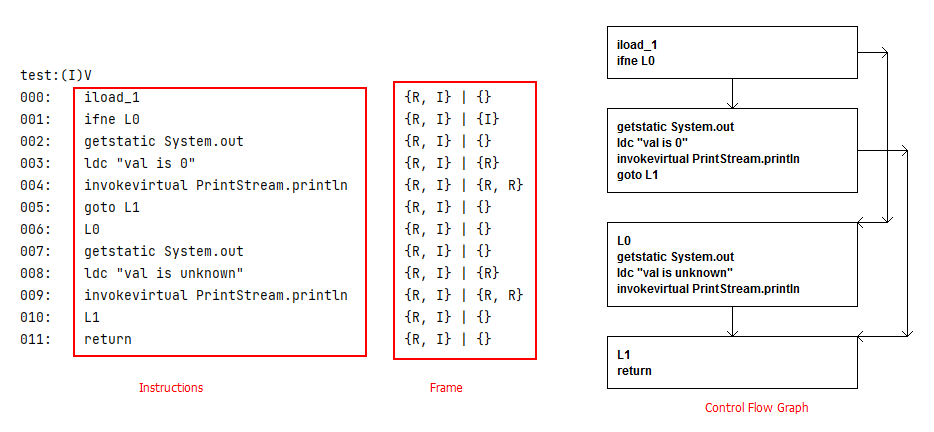 test:(I)V
000: iload_1 {R, I} | {}
001: ifne L0 {R, I} | {I}
002: getstatic System.out {R, I} | {}
003: ldc "val is 0" {R, I} | {R}
004: invokevirtual PrintStream.println {R, I} | {R, R}
005: goto L1 {R, I} | {}
006: L0 {R, I} | {}
007: getstatic System.out {R, I} | {}
008: ldc "val is unknown" {R, I} | {R}
009: invokevirtual PrintStream.println {R, I} | {R, R}
010: L1 {R, I} | {}
011: return {R, I} | {}
Instructions
Frame
iload_1
ifne L0
getstatic System.out
ldc "val is 0"
invokevirtual PrintStream.println
goto L1
L0
getstatic System.out
ldc "val is unknown"
invokevirtual PrintStream.println
L1
return
Control Flow Graph